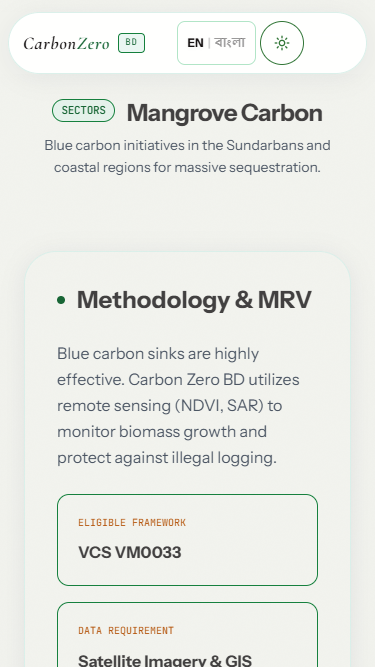 CarbonZero BD EN | বাংলা
SECTORS Mangrove Carbon
Blue carbon initiatives in the Sundarbans and
coastal regions for massive sequestration.
Methodology & MRV
Blue carbon sinks are highly
effective. Carbon Zero BD utilizes
remote sensing (NDVI, SAR) to
monitor biomass growth and
protect against illegal logging.
ELIGIBLE FRAMEWORK
VCS VM0033
DATA REQUIREMENT
Satellite Imagery & GIS